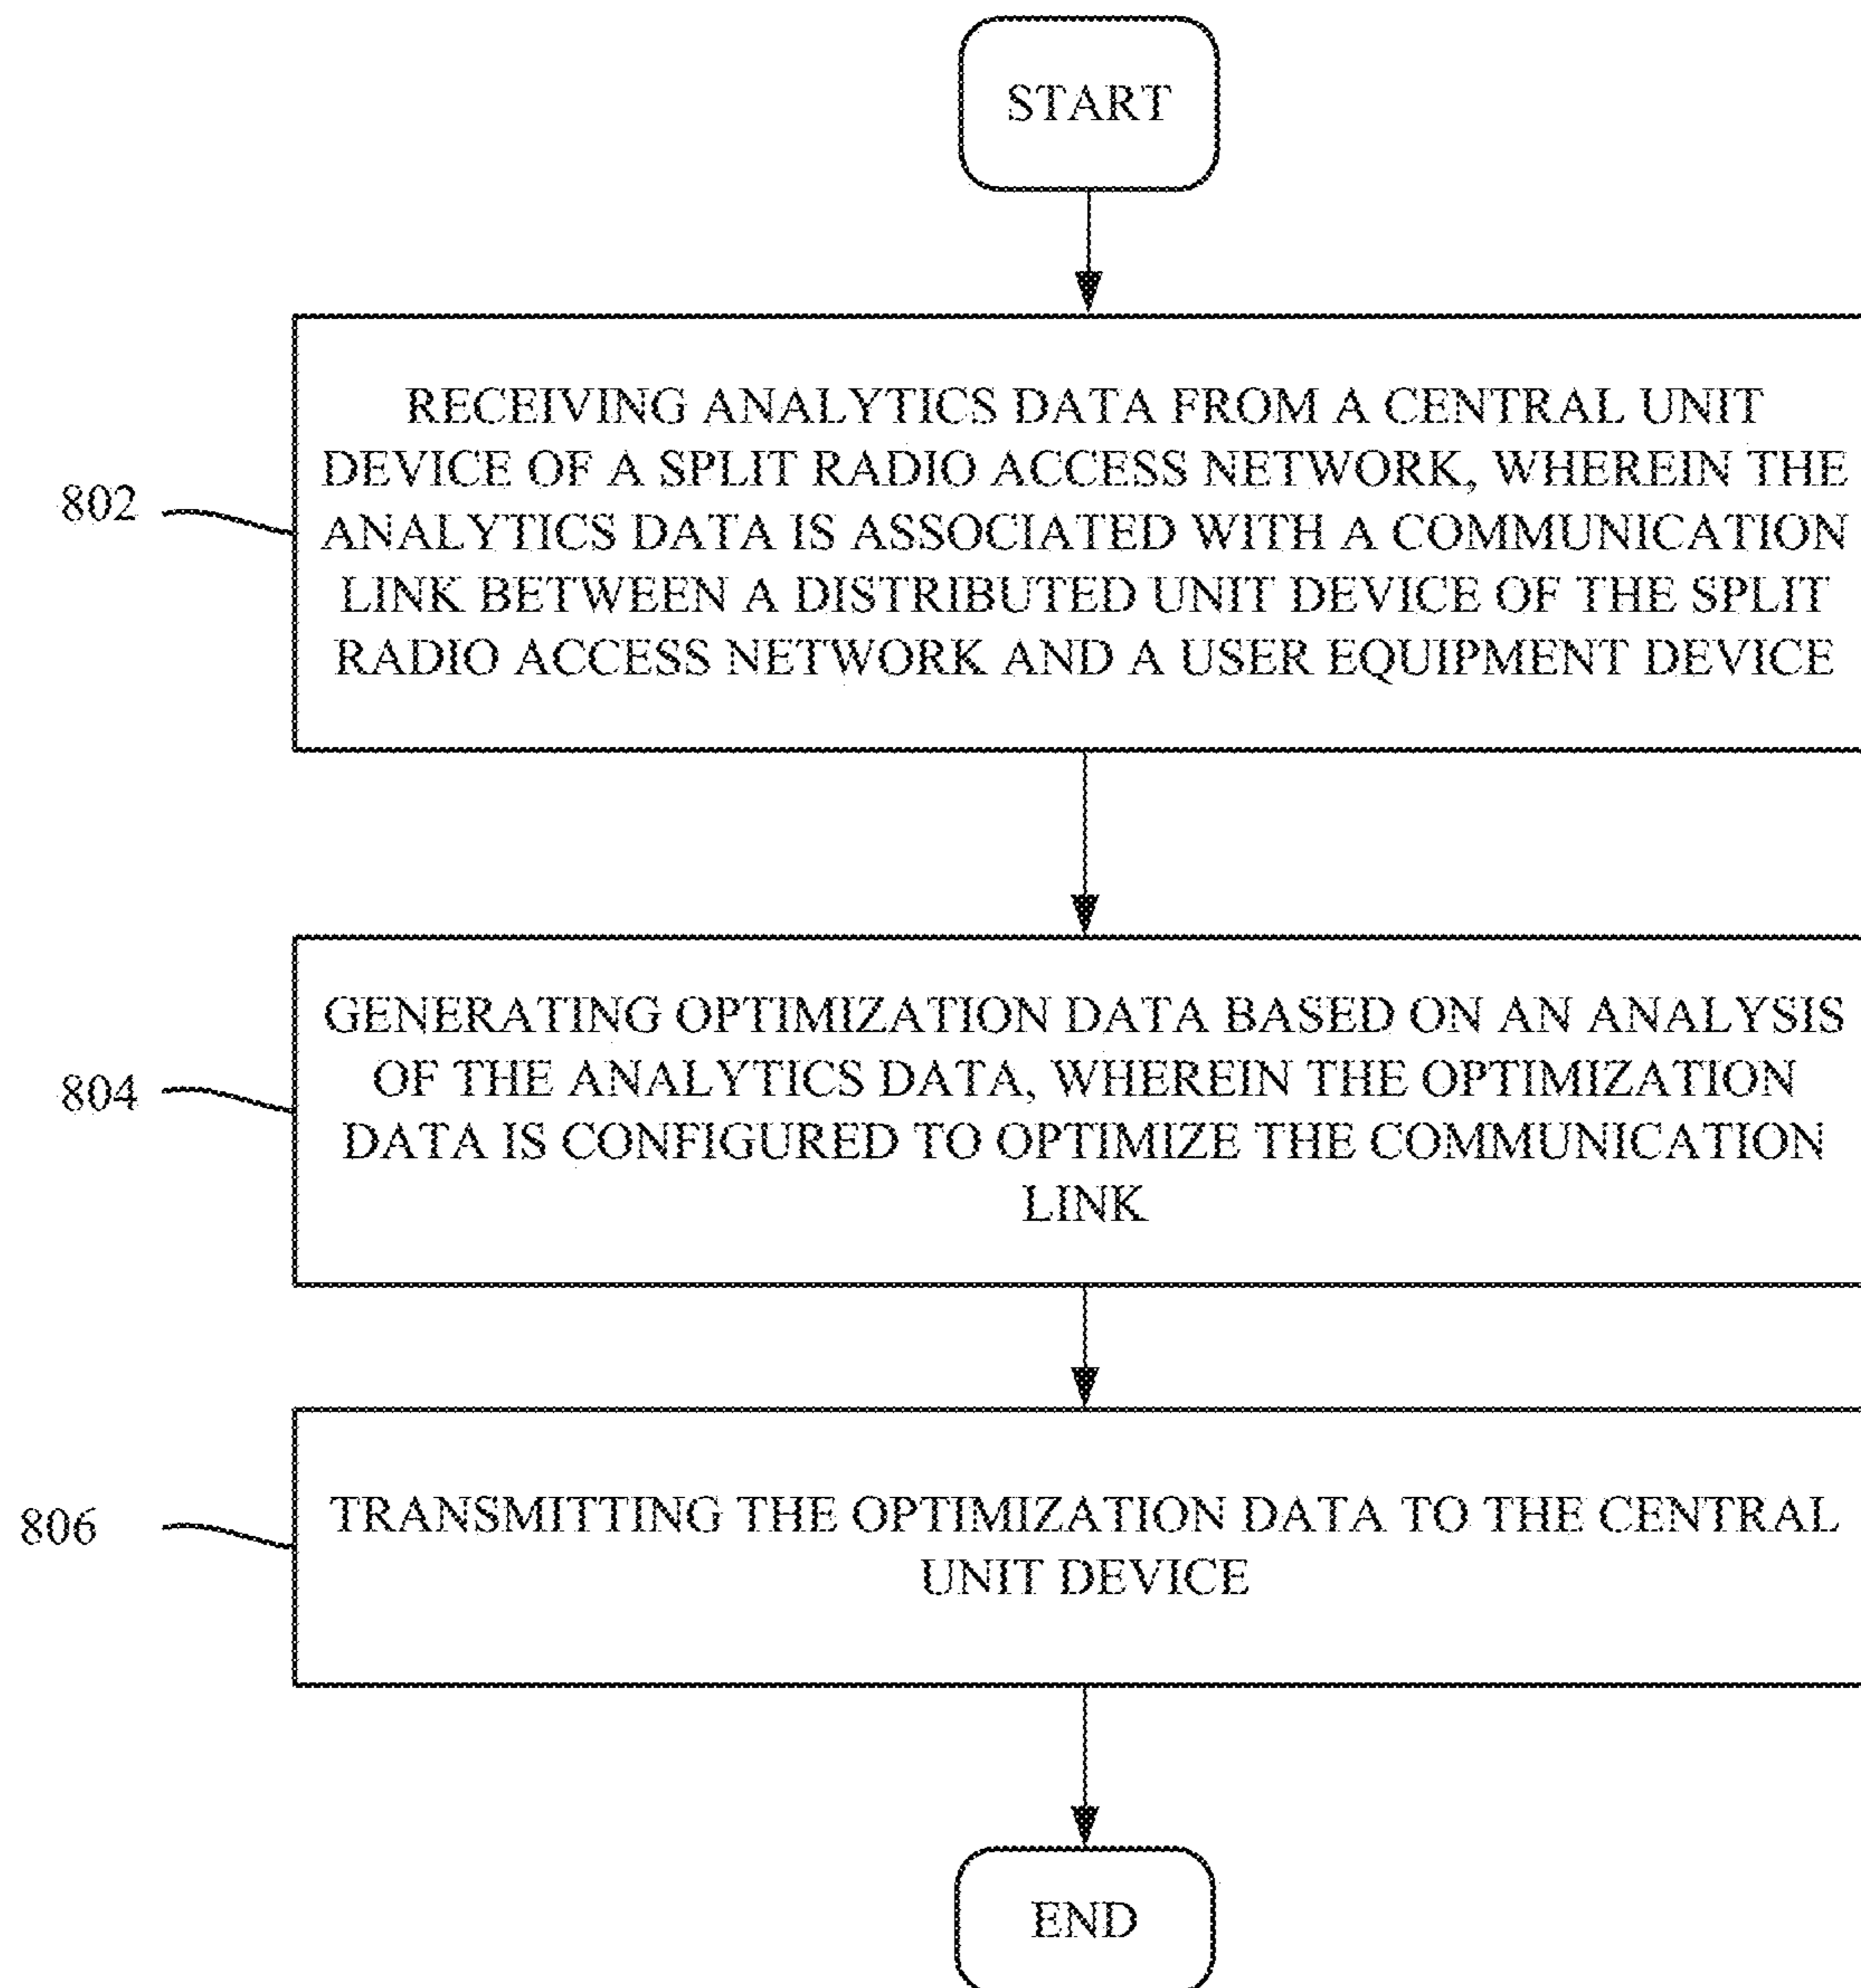 START
RECEIVING ANALYTICS DATA FROM A CENTRAL UNIT
DEVICE OF A SPLIT RADIO ACCESS NETWORK, WHEREIN THE
802
ANALYTICS DATA IS ASSOCIATED WITH A COMMUNICATION
LINK BETWEEN A DISTRIBUTED UNIT DEVICE OF THE SPLIT
RADIO ACCESS NETWORK AND A USER EQUIPMENT DEVICE
GENERATING OPTIMIZATION DATA BASED ON AN ANALYSIS
OF THE ANALYTICS DATA, WHEREIN THE OPTIMIZATION
804
DATA IS CONFIGURED TO OPTIMIZE THE COMMUNICATION
LINK
TRANSMITTING THE OPTIMIZATION DATA TO THE CENTRAL
806
UNIT DEVICE
END